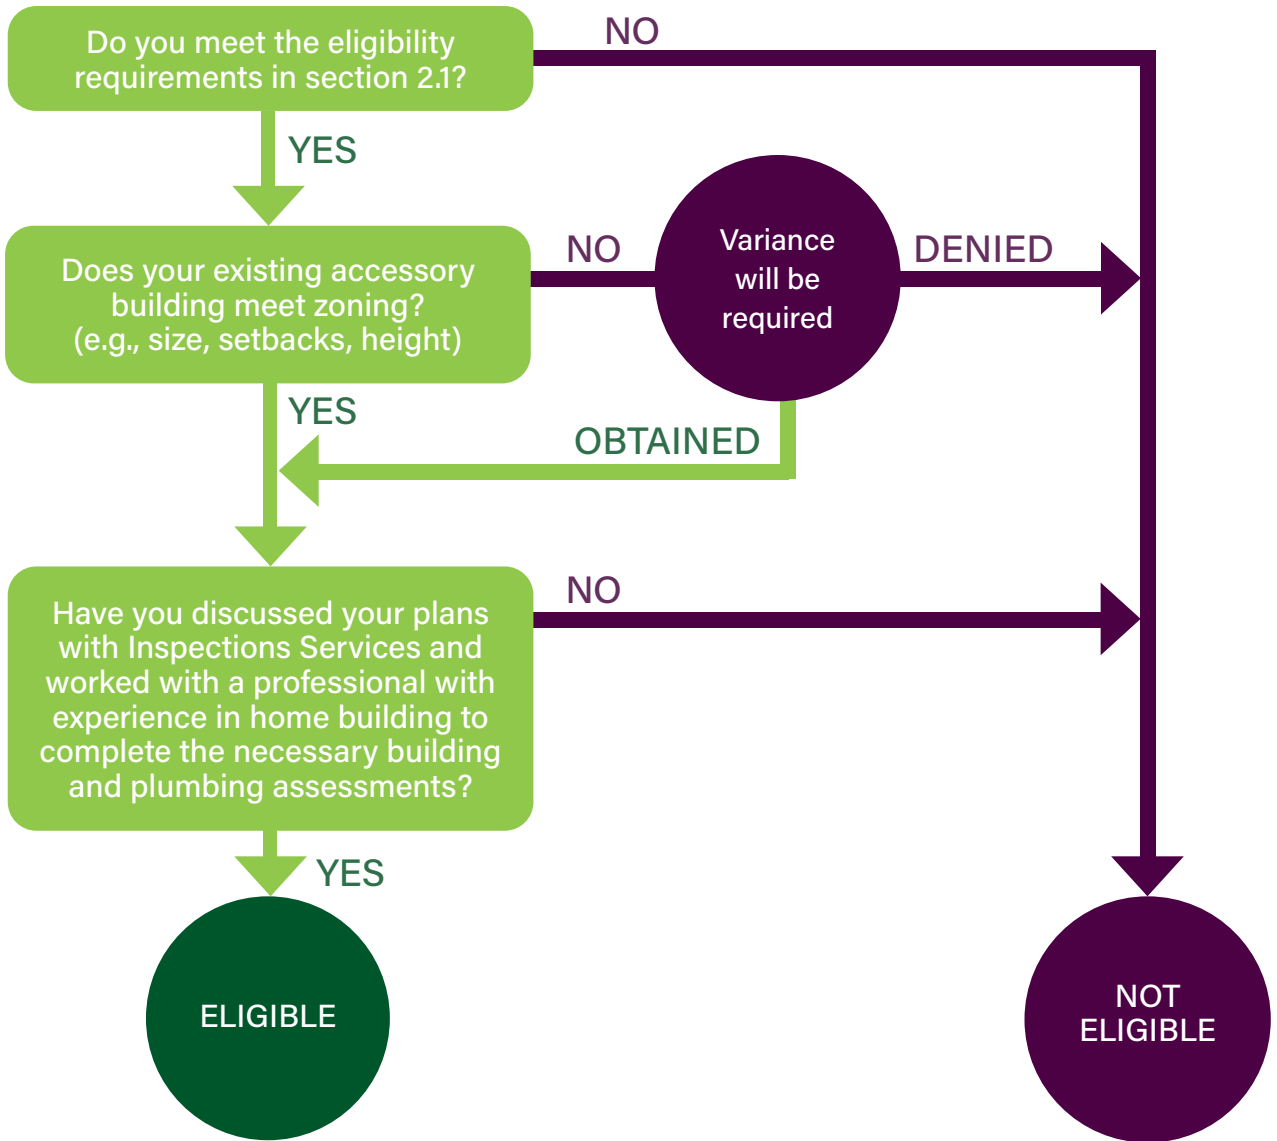 Do you meet the eligibility
requirements in section 2.1?
NO
YES
Does your existing accessory
building meet zoning?
(e.g., size, setbacks, height)
NO
Variance
will be
required
DENIED
YES
OBTAINED
Have you discussed your plans
with Inspections Services and
worked with a professional with
experience in home building to
complete the necessary building
and plumbing assessments?
NO
YES
ELIGIBLE
NOT
ELIGIBLE